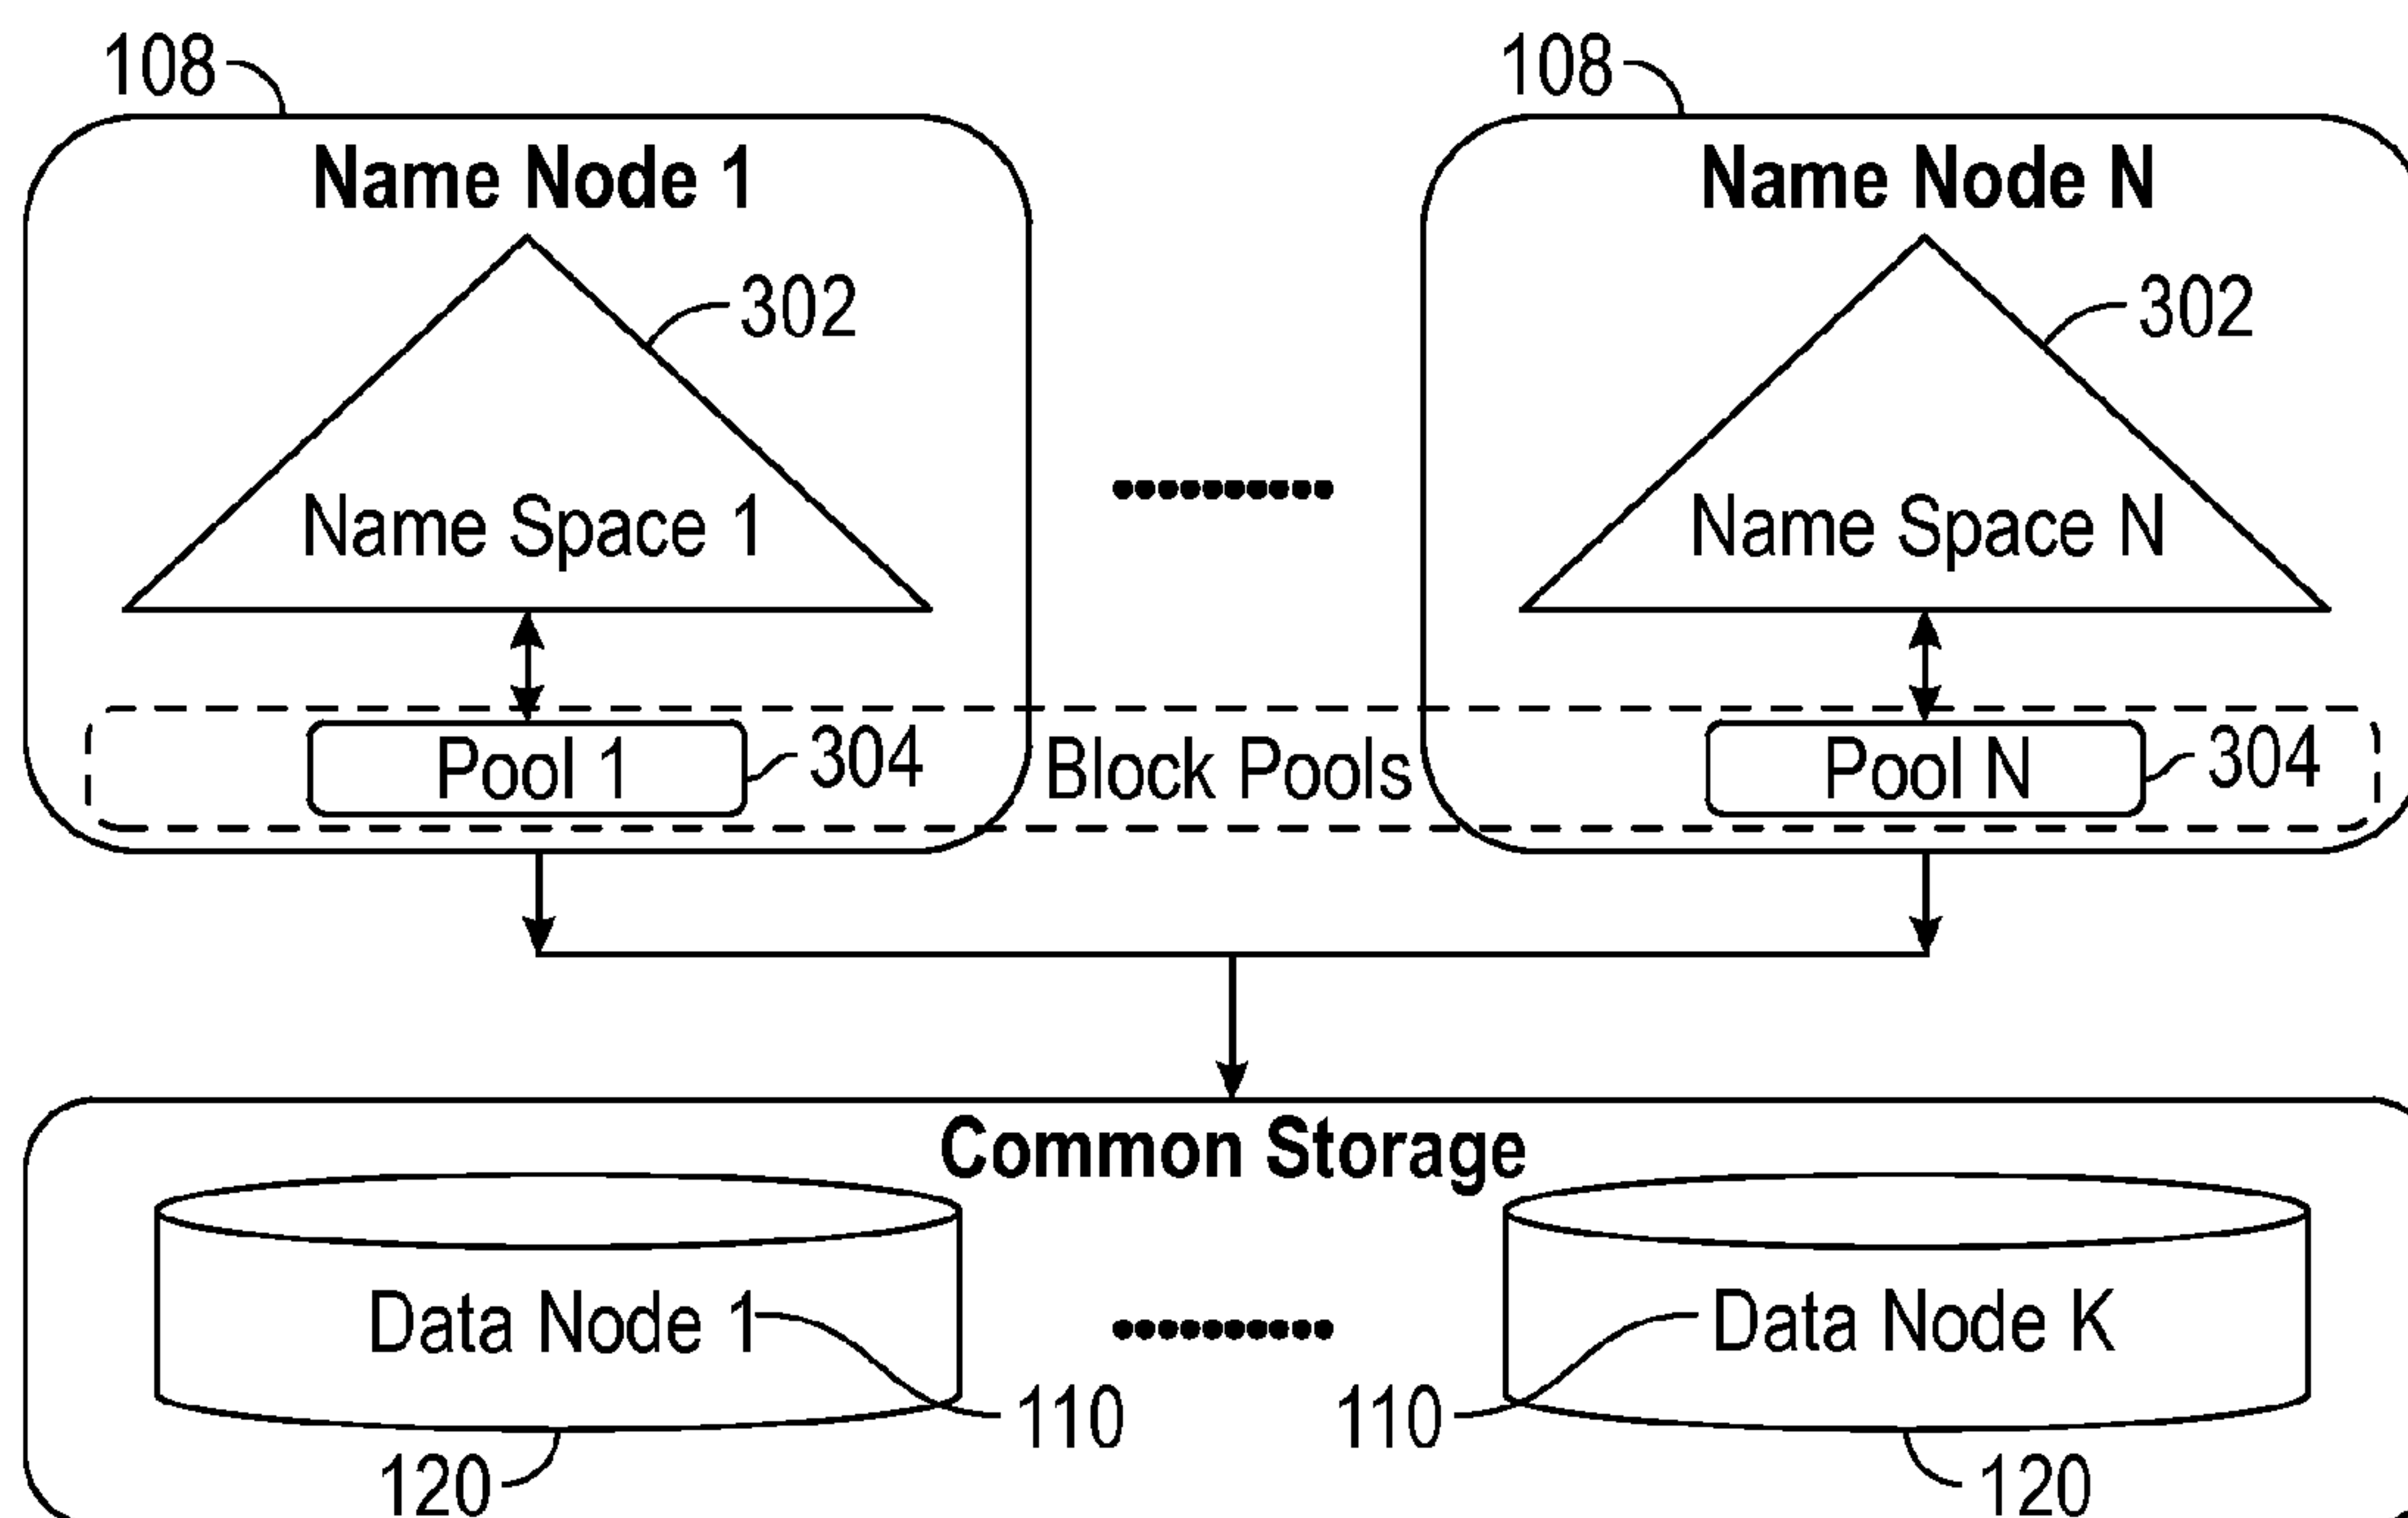 108
108
Name Node 1
Name Node N
302
302
Name Space 1
Name Space N
Pool 1
304
Block Pools
Pool N
304
Common Storage
Data Node 1
Data Node K
110
110
120
120